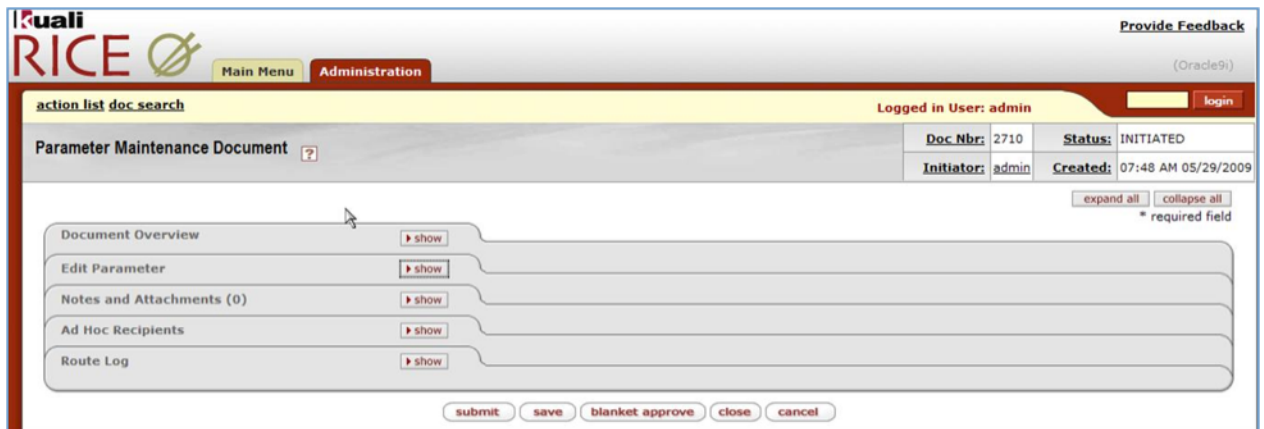 kuali
RICE
Provide Feedback
(Oracle9i)
Main Menu Administration
action list doc search
Logged in User: admin
login
Parameter Maintenance Document ?
Doc Nbr: 2710 Status: INITIATED
Initiator: admin Created: 07:48 AM 05/29/2009
expand all collapse all
* required field
Document Overview show
Edit Parameter show
Notes and Attachments (0) show
Ad Hoc Recipients show
Route Log show
submit save blanket approve close cancel